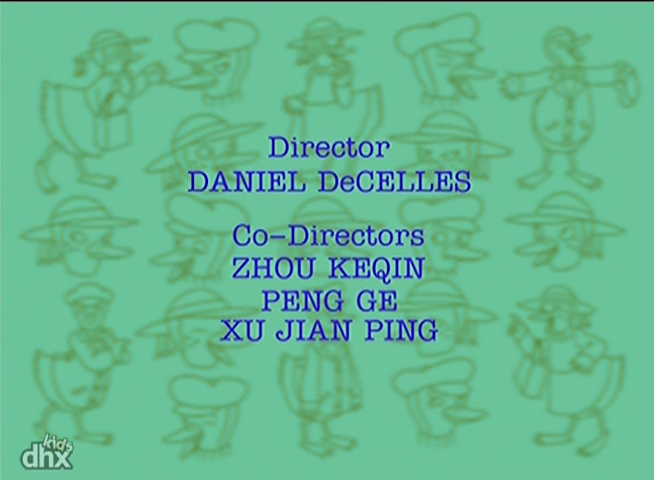 Director
DANIEL DeCELLES
Co-Directors
ZHOU KEQIN
PENG GE
XU JIAN PING
kids
dhx